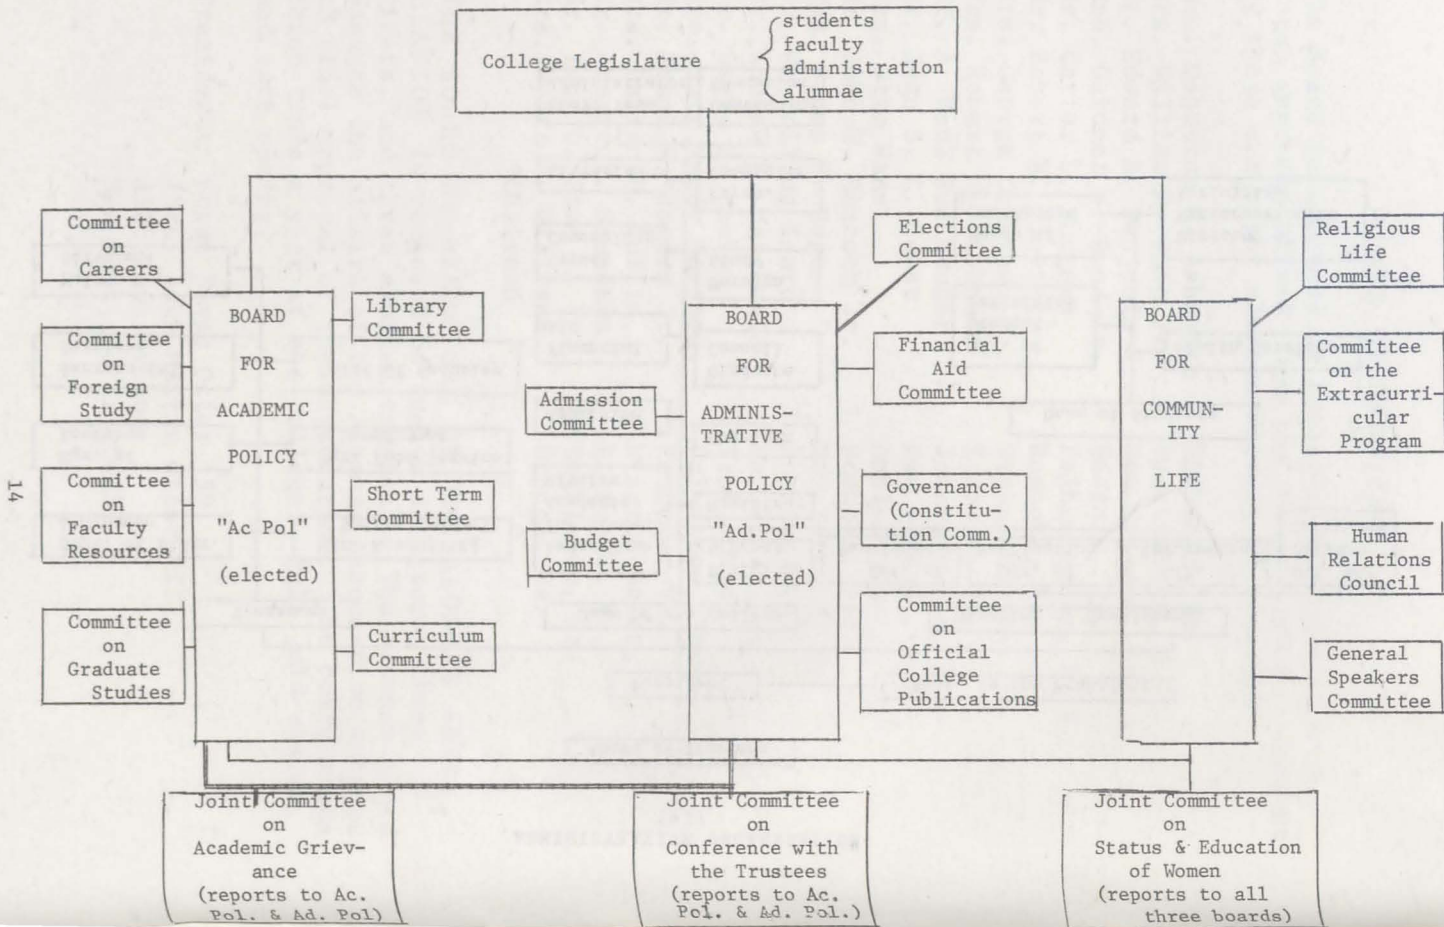 College Legislature
students
faculty
administration
alumnae
Committee
on
Careers
Committee
on
Foreign
Study
Committee
on
Faculty
Resources
Committee
on
Graduate
Studies
BOARD
FOR
ACADEMIC
POLICY
"Ac Pol"
(elected)
Library
Committee
Short Term
Committee
Curriculum
Committee
Admission
Committee
Budget
Committee
BOARD
FOR
ADMINIS-
TRATIVE
POLICY
"Ad.Pol"
(elected)
Elections
Committee
Financial
Aid
Committee
Governance
(Constitu-
tion Comm.)
Committee
on
Official
College
Publications
BOARD
FOR
COMMUN-
ITY
LIFE
Religious
Life
Committee
Committee
on the
Extracurri-
cular
Program
Human
Relations
Council
General
Speakers
Committee
Joint Committee
on
Academic Griev-
ance
(reports to Ac.
Pol. & Ad. Pol)
Joint Committee
on
Conference with
the Trustees
(reports to Ac.
Pol. & Ad. Pol.)
Joint Committee
on
Status & Education
of Women
(reports to all
three boards)
14